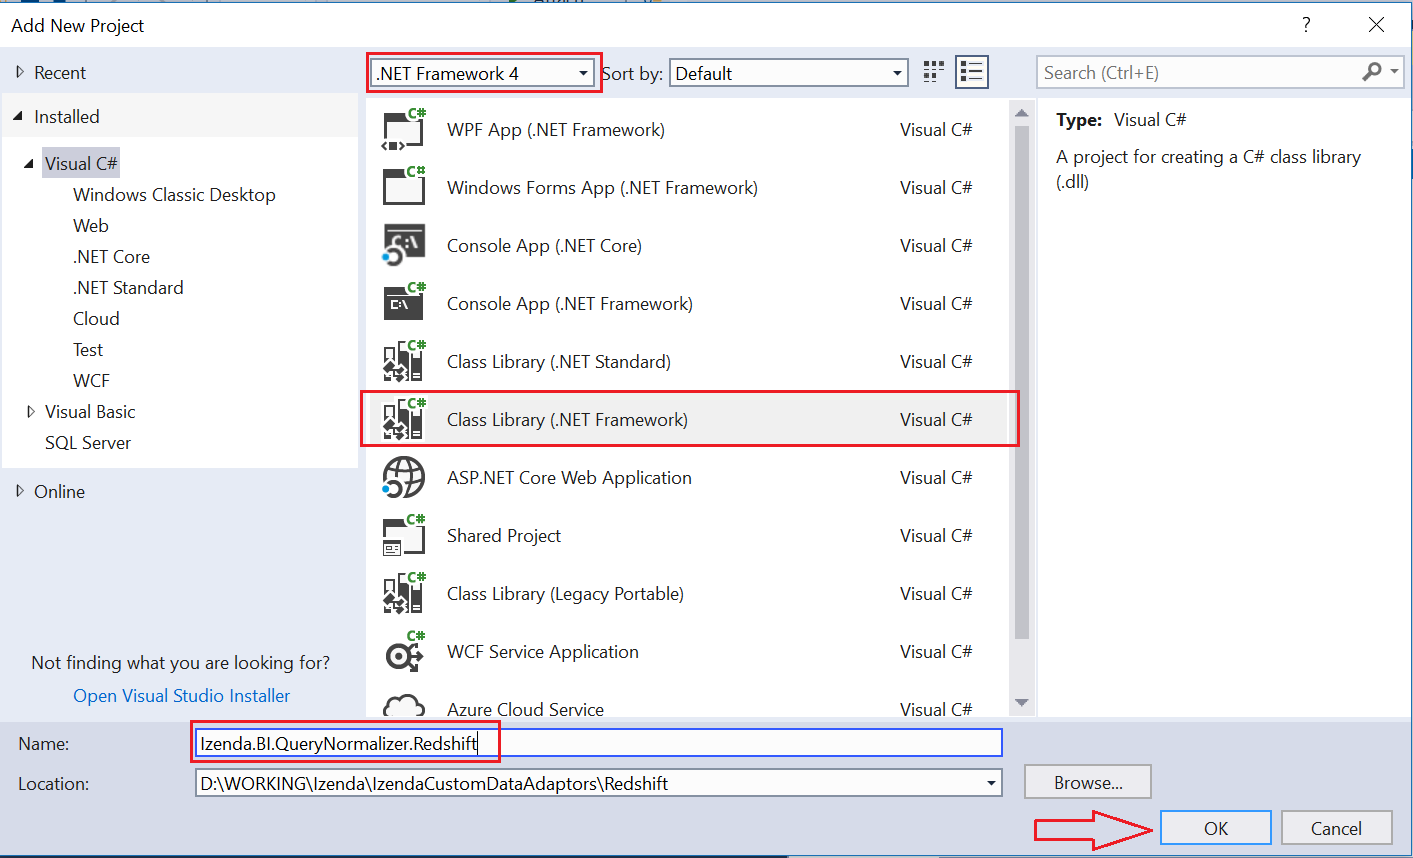 Add New Project
?
Recent
.NET Framework 4
Sort by:
Default
Search (Ctrl+E)
Installed
Visual C#
Windows Classic Desktop
Web
.NET Core
.NET Standard
Cloud
Test
WCF
Visual Basic
SQL Server
Online
Not finding what you are looking for?
Open Visual Studio Installer
C# WPF App (.NET Framework) Visual C#
C# Windows Forms App (.NET Framework) Visual C#
C:\ Console App (.NET Core) Visual C#
C# C:\ Console App (.NET Framework) Visual C#
C# Class Library (.NET Standard) Visual C#
C# Class Library (.NET Framework) Visual C#
ASP.NET Core Web Application Visual C#
C# Shared Project Visual C#
C# Class Library (Legacy Portable) Visual C#
C# WCF Service Application Visual C#
Azure Cloud Service Visual C#
Type: Visual C#
A project for creating a C# class library
(.dll)
Name:
Izenda.BI.QueryNormalizer.Redshift
Location:
D:\WORKING\Izenda\IzendaCustomDataAdaptors\Redshift
Browse...
OK
Cancel